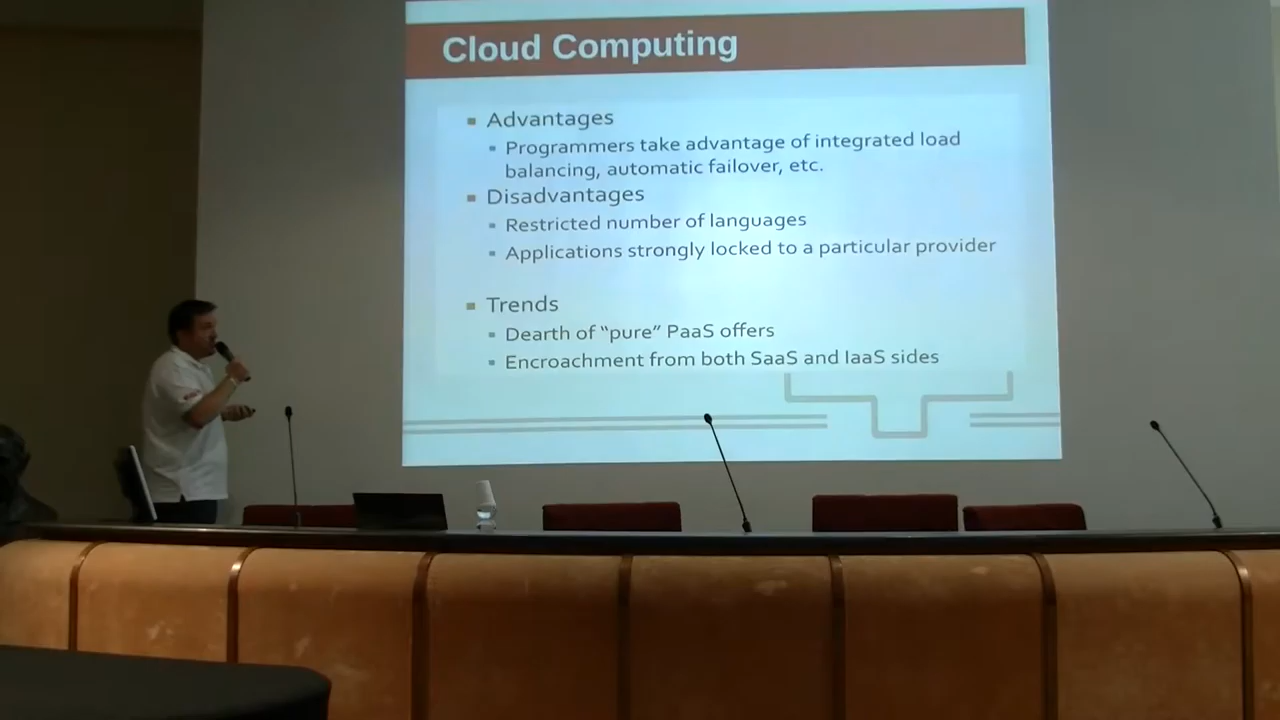 Cloud Computing
Advantages
Programmers take advantage of integrated load
balancing, automatic failover, etc.
Disadvantages
Restricted number of languages
Applications strongly locked to a particular provider
Trends
Dearth of “pure” PaaS offers
Encroachment from both SaaS and IaaS sides